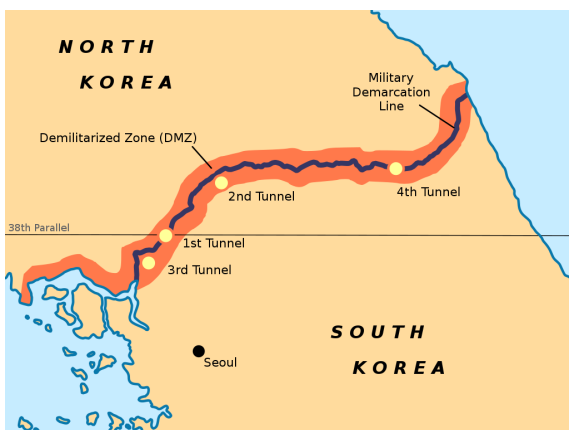 NORTH
KOREA
Military
Demarcation
Line
Demilitarized Zone (DMZ)
2nd Tunnel
4th Tunnel
38th Parallel
1st Tunnel
3rd Tunnel
SOUTH
KOREA
Seoul